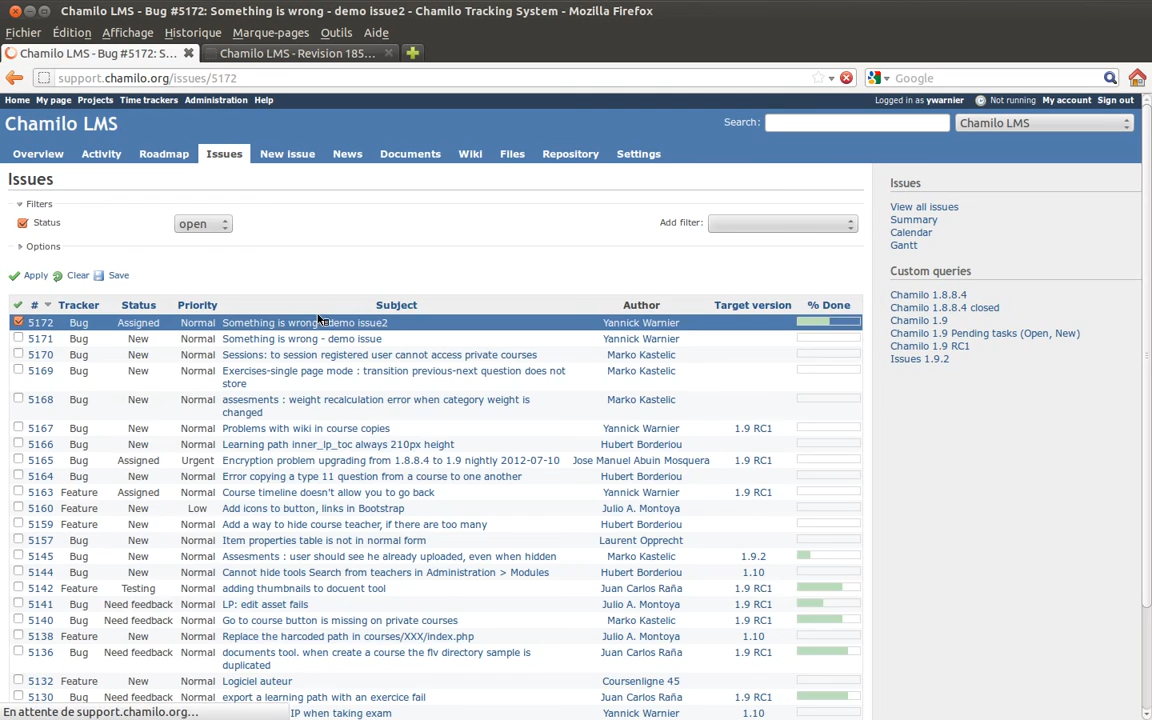 Chamilo LMS - Bug #5172: Something is wrong - demo issue2 - Chamilo Tracking System - Mozilla Firefox
Fichier Édition Affichage Historique Marque-pages Outils Aide
Chamilo LMS - Bug #5172: S... Chamilo LMS - Revision 185...
support.chamilo.org/issues/5172 Google
Home My page Projects Time trackers Administration Help Logged in as ywarnier Not running My account Sign out
Chamilo LMS Search: Chamilo LMS
Overview Activity Roadmap Issues New issue News Documents Wiki Files Repository Settings
Issues
Filters
Status open Add filter:
Options
Apply Clear Save
# Tracker Status Priority Subject Author Target version % Done
5172 Bug Assigned Normal Something is wrong - demo issue2 Yannick Warnier
5171 Bug New Normal Something is wrong - demo issue Yannick Warnier
5170 Bug New Normal Sessions: to session registered user cannot access private courses Marko Kastelic
5169 Bug New Normal Exercises-single page mode : transition previous-next question does not store Marko Kastelic
5168 Bug New Normal assesments : weight recalculation error when category weight is changed Marko Kastelic
5167 Bug New Normal Problems with wiki in course copies Yannick Warnier 1.9 RC1
5166 Bug New Normal Learning path inner_lp_toc always 210px height Hubert Borderiou
5165 Bug Assigned Urgent Encryption problem upgrading from 1.8.8.4 to 1.9 nightly 2012-07-10 Jose Manuel Abuin Mosquera 1.9 RC1
5164 Bug New Normal Error copying a type 11 question from a course to one another Hubert Borderiou
5163 Feature Assigned Normal Course timeline doesn't allow you to go back Yannick Warnier 1.9 RC1
5160 Feature New Low Add icons to button, links in Bootstrap Julio A. Montoya
5159 Feature New Normal Add a way to hide course teacher, if there are too many Hubert Borderiou
5157 Bug New Normal Item properties table is not in normal form Laurent Opprecht
5145 Bug New Normal Assesments : user should see he already uploaded, even when hidden Marko Kastelic 1.9.2
5144 Bug New Normal Cannot hide tools Search from teachers in Administration > Modules Hubert Borderiou 1.10
5142 Feature Testing Normal adding thumbnails to docuent tool Juan Carlos Raña 1.9 RC1
5141 Bug Need feedback Normal LP: edit asset fails Julio A. Montoya 1.9 RC1
5140 Bug Need feedback Normal Go to course button is missing on private courses Marko Kastelic 1.9 RC1
5138 Feature New Normal Replace the harcoded path in courses/XXX/index.php Julio A. Montoya 1.10
5136 Bug Need feedback Normal documents tool. when create a course the flv directory sample is duplicated Juan Carlos Raña 1.9 RC1
5132 Feature New Normal Logiciel auteur Coursenligne 45
5130 Bug Need feedback Normal export a learning path with an exercice fail Juan Carlos Raña 1.9 RC1
IP when taking exam Yannick Warnier 1.10
Issues
View all issues
Summary
Calendar
Gantt
Custom queries
Chamilo 1.8.8.4
Chamilo 1.8.8.4 closed
Chamilo 1.9
Chamilo 1.9 Pending tasks (Open, New)
Chamilo 1.9 RC1
Issues 1.9.2
En attente de support.chamilo.org...